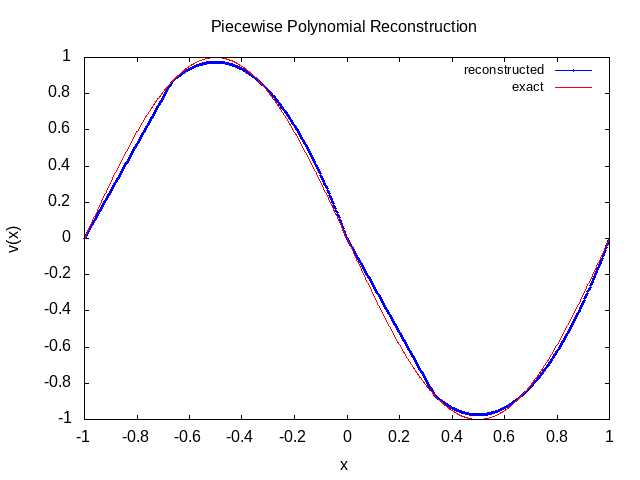 Piecewise Polynomial Reconstruction
reconstructed
exact
1
0.8
0.6
0.4
0.2
0
-0.2
-0.4
-0.6
-0.8
-1
v(x)
-1 -0.8 -0.6 -0.4 -0.2 0 0.2 0.4 0.6 0.8 1
x